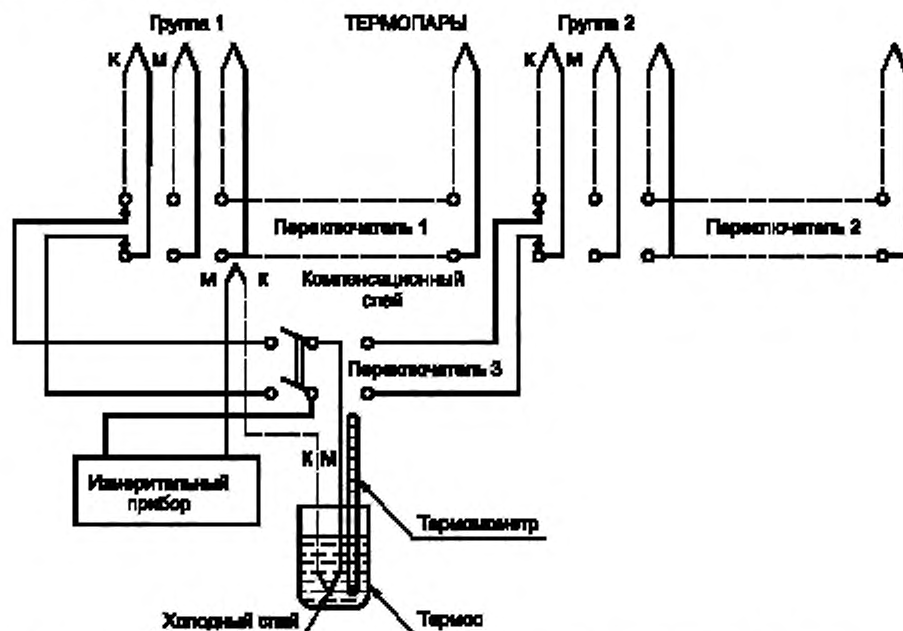 Группа 1 ТЕРМОПАРЫ Группа 2
К М К М
Переключатель 1 Переключатель 2
М К Компенсационный
спай
Переключатель 3
К М
Измерительный
прибор
Термометр
Холодный спай Термос